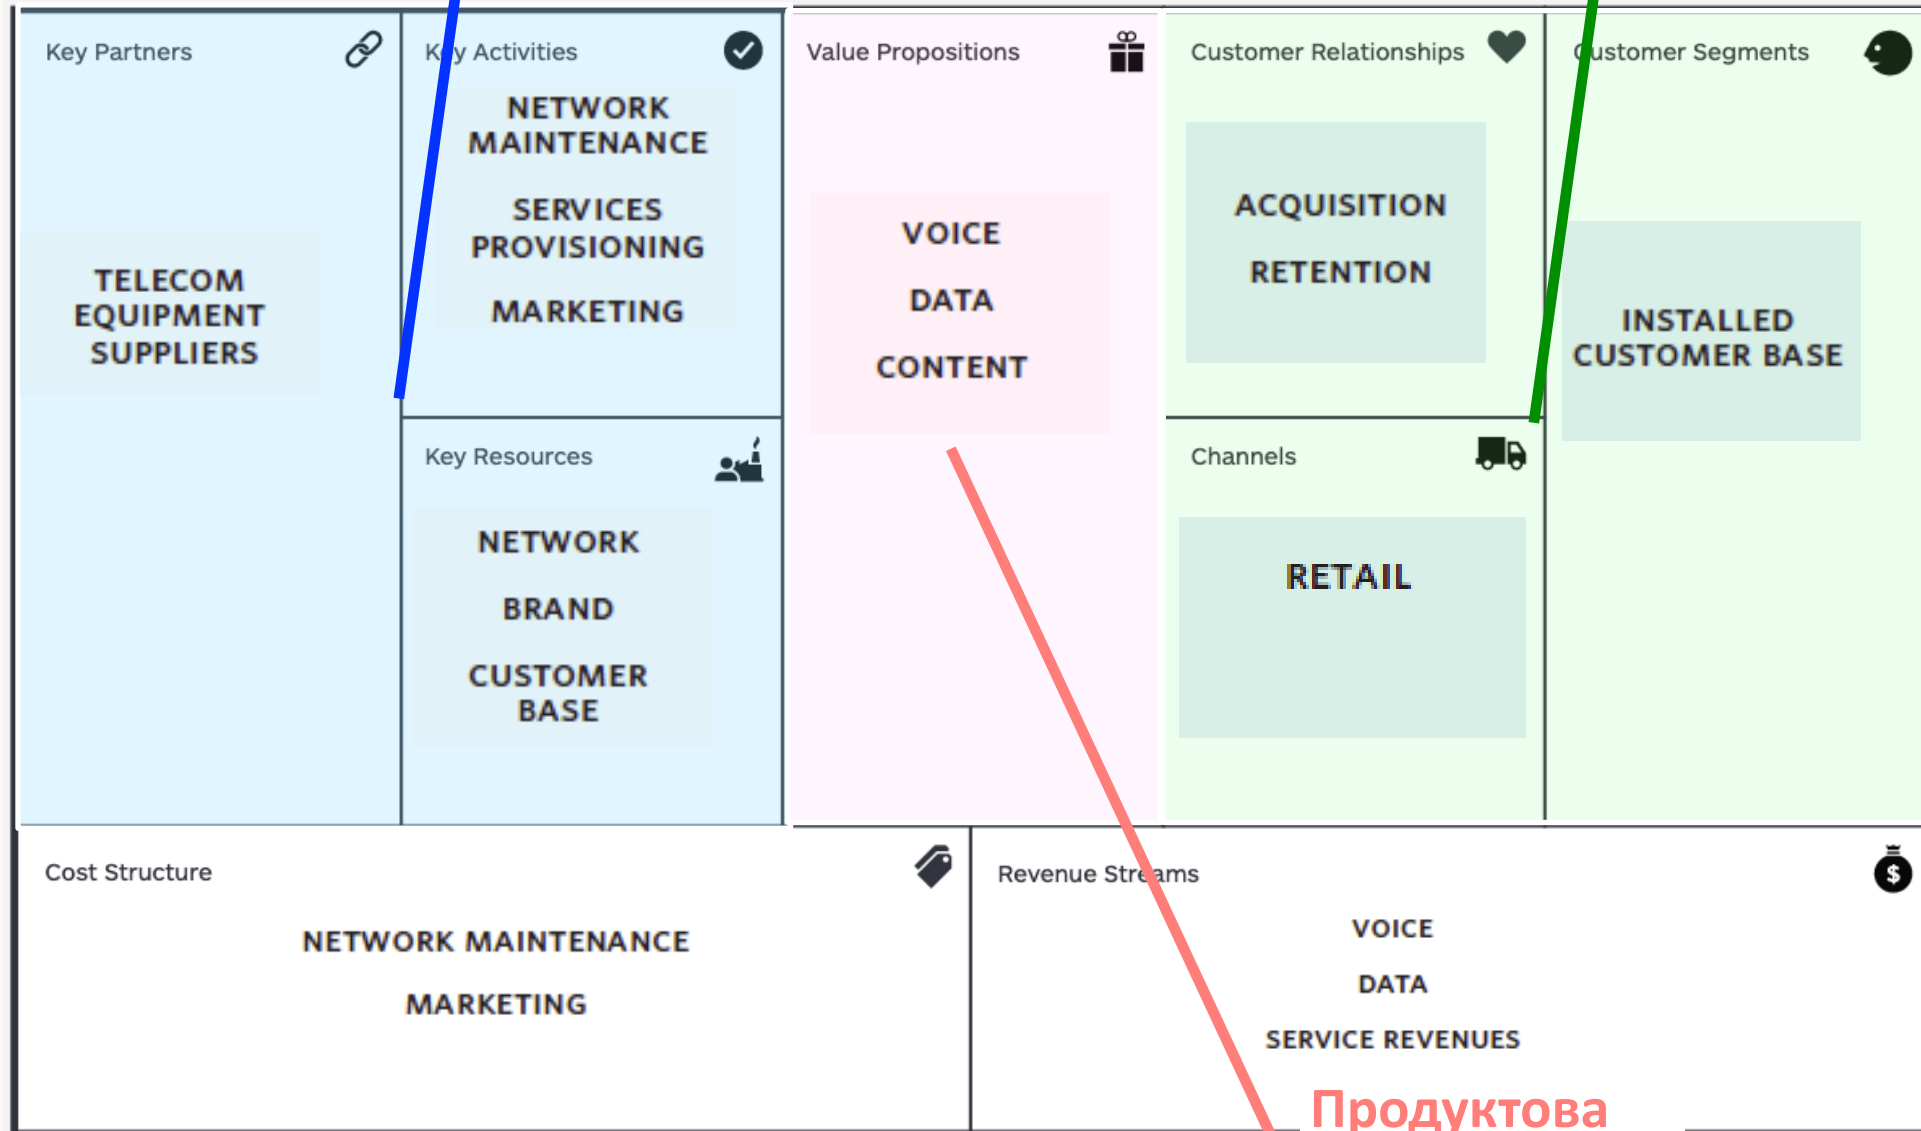 Key Partners
TELECOM
EQUIPMENT
SUPPLIERS
Key Activities
NETWORK
MAINTENANCE
SERVICES
PROVISIONING
MARKETING
Key Resources
NETWORK
BRAND
CUSTOMER
BASE
Value Propositions
VOICE
DATA
CONTENT
Customer Relationships
ACQUISITION
RETENTION
Channels
RETAIL
Customer Segments
INSTALLED
CUSTOMER BASE
Cost Structure
NETWORK MAINTENANCE
MARKETING
Revenue Streams
VOICE
DATA
SERVICE REVENUES
Продуктова